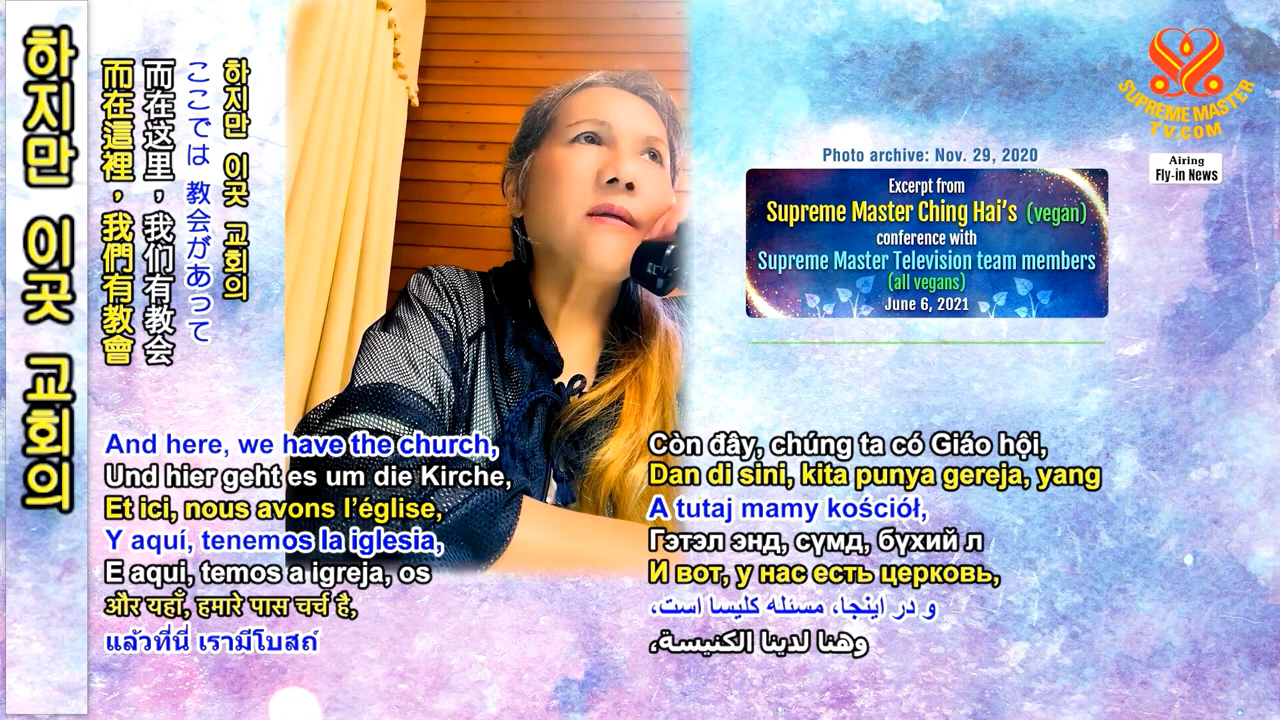 하지만 이곳 교회의
而在這裡，我們有教會
而在这里，我们有教会
ここでは 教会があって
하지만 이곳 교회의
SUPREME MASTER
TV.COM
Airing
Fly-in News
Photo archive: Nov. 29, 2020
Excerpt from
Supreme Master Ching Hai’s (vegan)
conference with
Supreme Master Television team members
(all vegans)
June 6, 2021
And here, we have the church,
Und hier geht es um die Kirche,
Et ici, nous avons l’église,
Y aquí, tenemos la iglesia,
E aqui, temos a igreja, os
और यहाँ, हमारे पास चर्च है,
แล้วที่นี่ เรามีโบสถ์
Còn đây, chúng ta có Giáo hội,
Dan di sini, kita punya gereja, yang
A tutaj mamy kościół,
Гэтэл энд, сүмд, бүхий л
И вот, у нас есть церковь,
و در اینجا، مسئله کلیسا است،
وهنا لدينا الكنيسة،